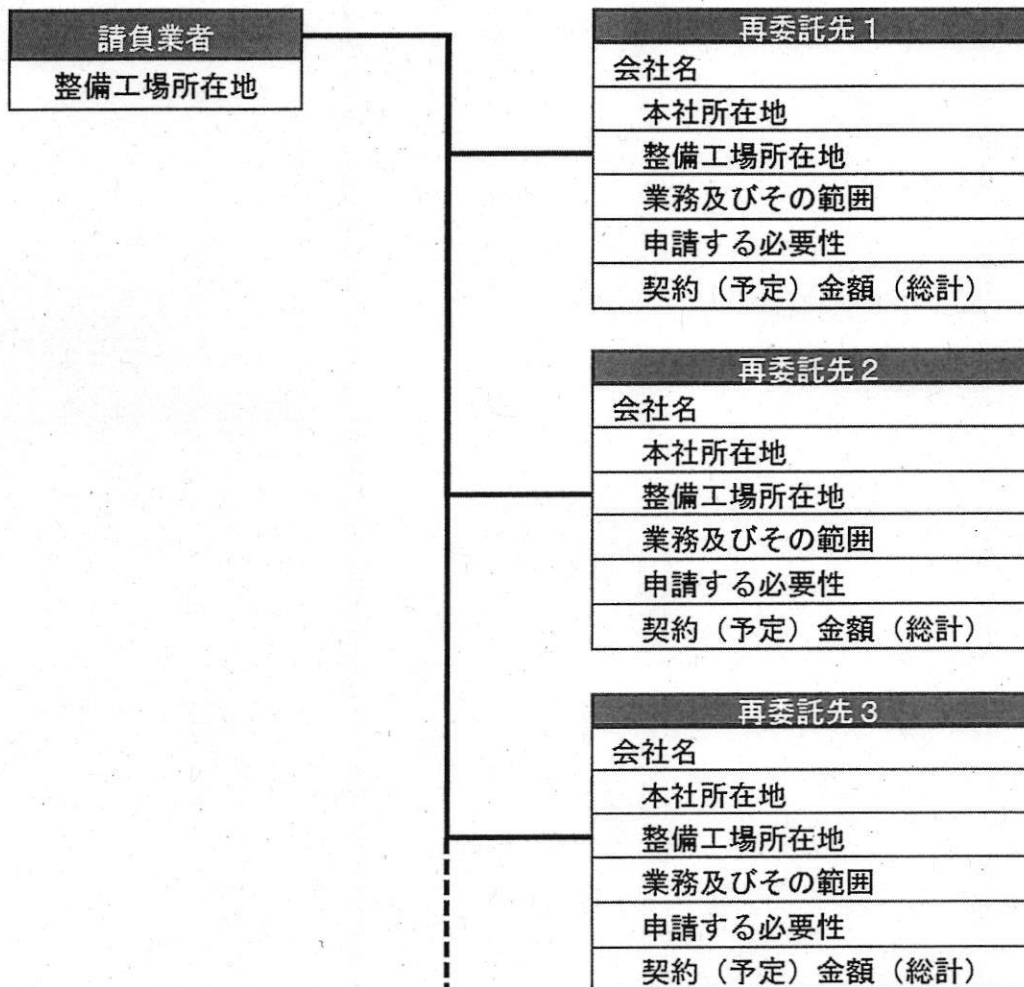 請負業者
整備工場所在地
再委託先1
会社名
本社所在地
整備工場所在地
業務及びその範囲
申請する必要性
契約（予定）金額（総計）
再委託先2
会社名
本社所在地
整備工場所在地
業務及びその範囲
申請する必要性
契約（予定）金額（総計）
再委託先3
会社名
本社所在地
整備工場所在地
業務及びその範囲
申請する必要性
契約（予定）金額（総計）